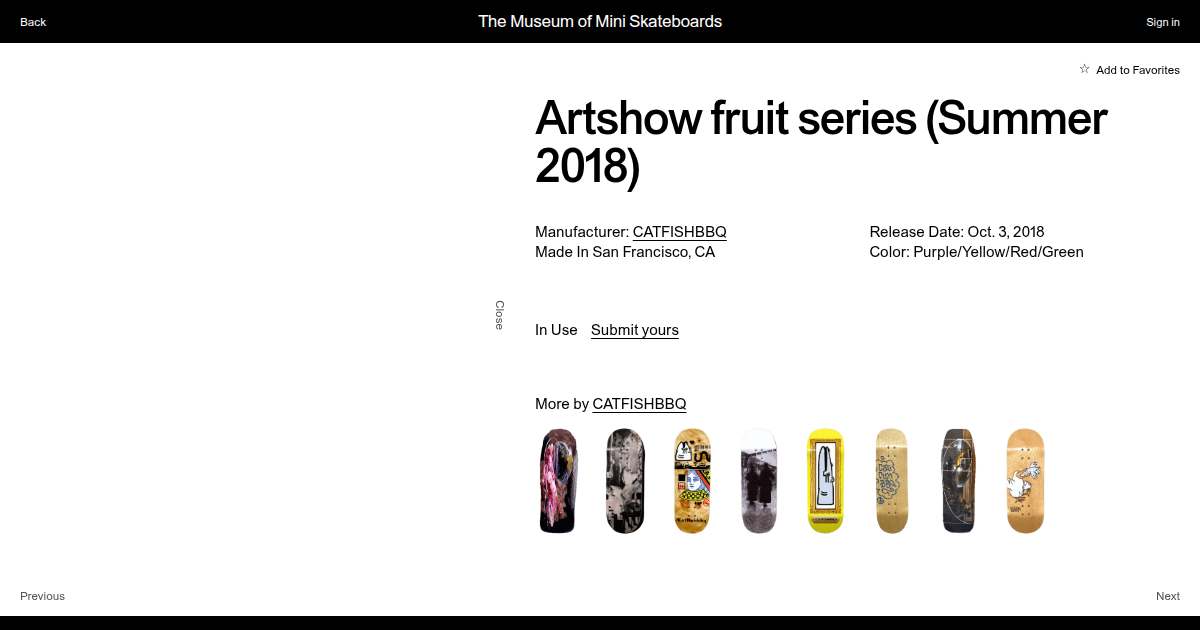 Back
The Museum of Mini Skateboards
Sign in
☆ Add to Favorites
Artshow fruit series (Summer
2018)
Manufacturer: CATFISHBBQ
Made In San Francisco, CA
Release Date: Oct. 3, 2018
Color: Purple/Yellow/Red/Green
Close
In Use Submit yours
More by CATFISHBBQ
Previous
Next